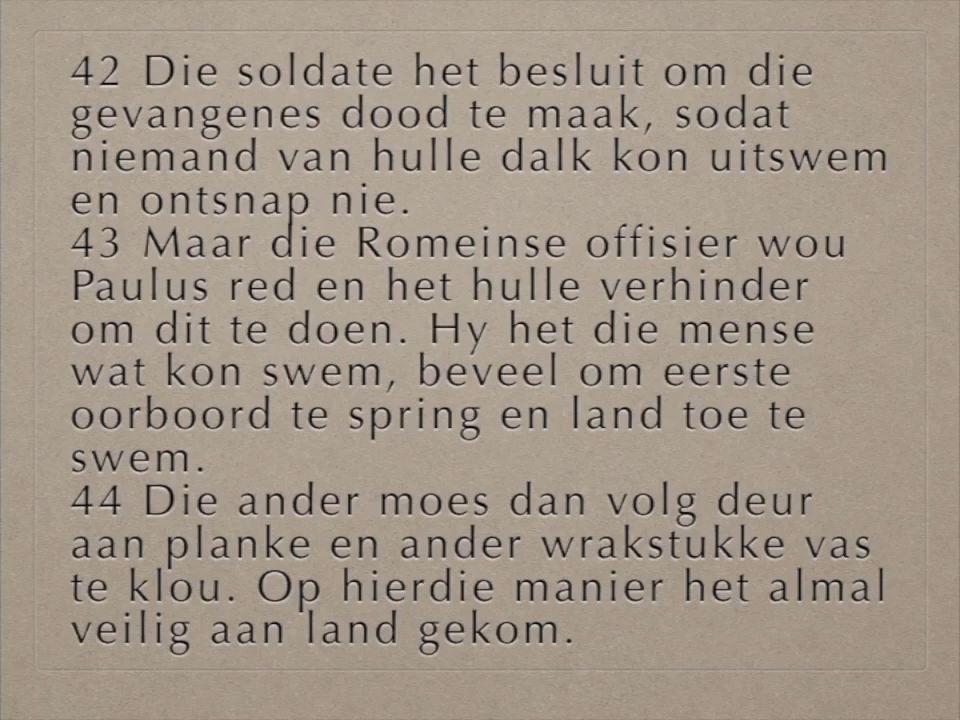 42 Die soldate het besluit om die
gevangenes dood te maak, sodat
niemand van hulle dalk kon uitswem
en ontsnap nie.
43 Maar die Romeinse offisier wou
Paulus red en het hulle verhinder
om dit te doen. Hy het die mense
wat kon swem, beveel om eerste
oorboord te spring en land toe te
swem.
44 Die ander moes dan volg deur
aan planke en ander wrakstukke vas
te klou. Op hierdie manier het almal
veilig aan land gekom.